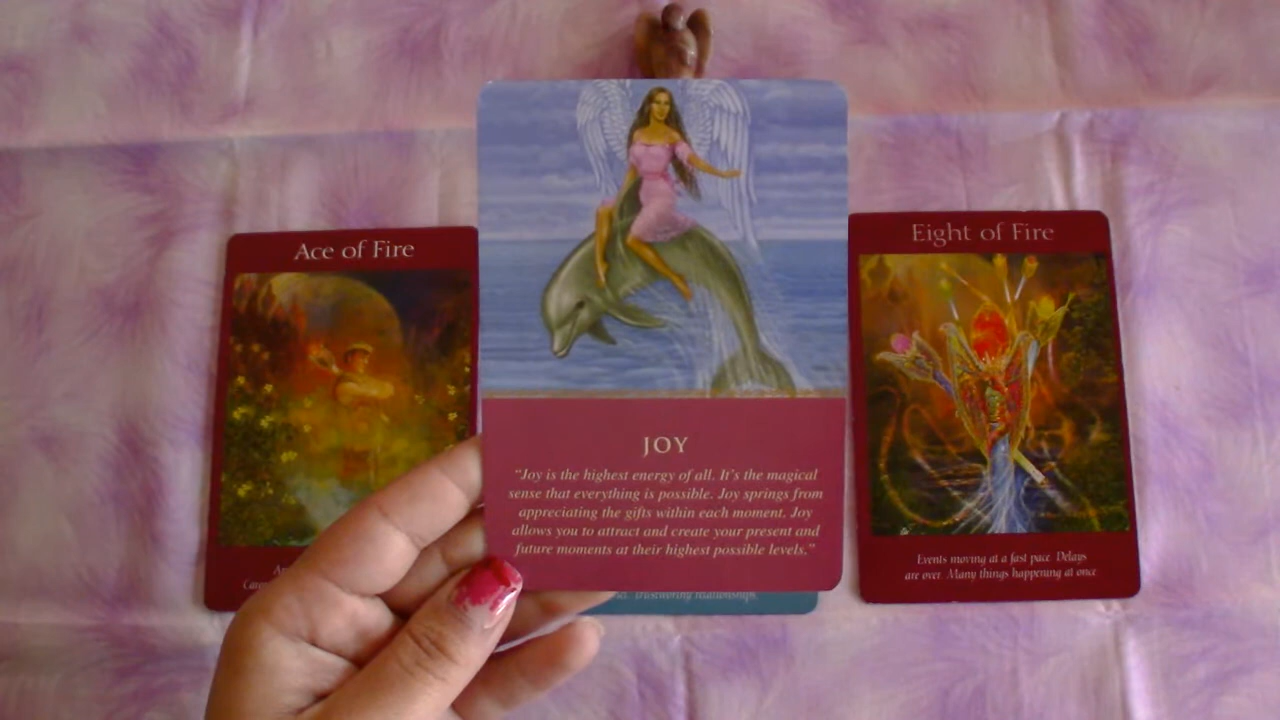 Ace of Fire
JOY
"Joy is the highest energy of all. It's the magical
sense that everything is possible. Joy springs from
appreciating the gifts within each moment. Joy
allows you to attract and create your present and
future moments at their highest possible levels."
Trustworthy relationships.
Eight of Fire
Events moving at a fast pace. Delays
are over. Many things happening at once.